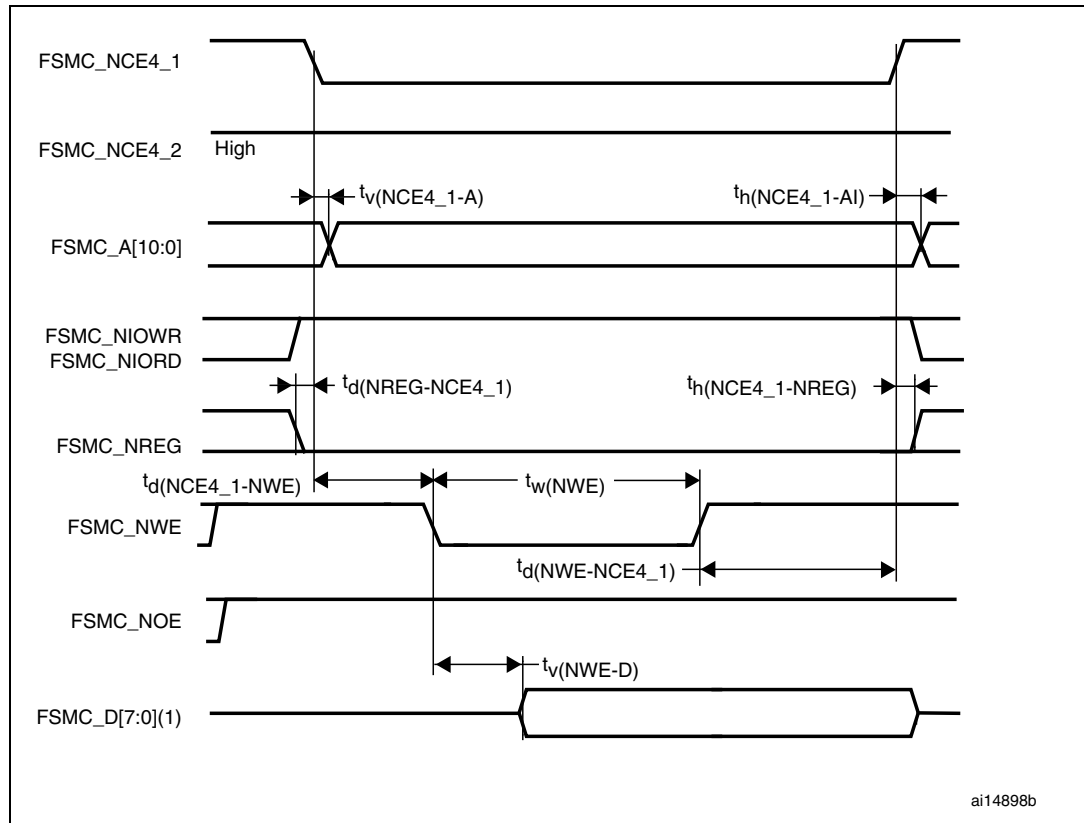 FSMC_NCE4_1
FSMC_NCE4_2 High
tv(NCE4_1-A) th(NCE4_1-AI)
FSMC_A[10:0]
FSMC_NIOWR
FSMC_NIORD
td(NREG-NCE4_1) th(NCE4_1-NREG)
FSMC_NREG
td(NCE4_1-NWE) tw(NWE)
FSMC_NWE
td(NWE-NCE4_1)
FSMC_NOE
tv(NWE-D)
FSMC_D[7:0](1)
ai14898b